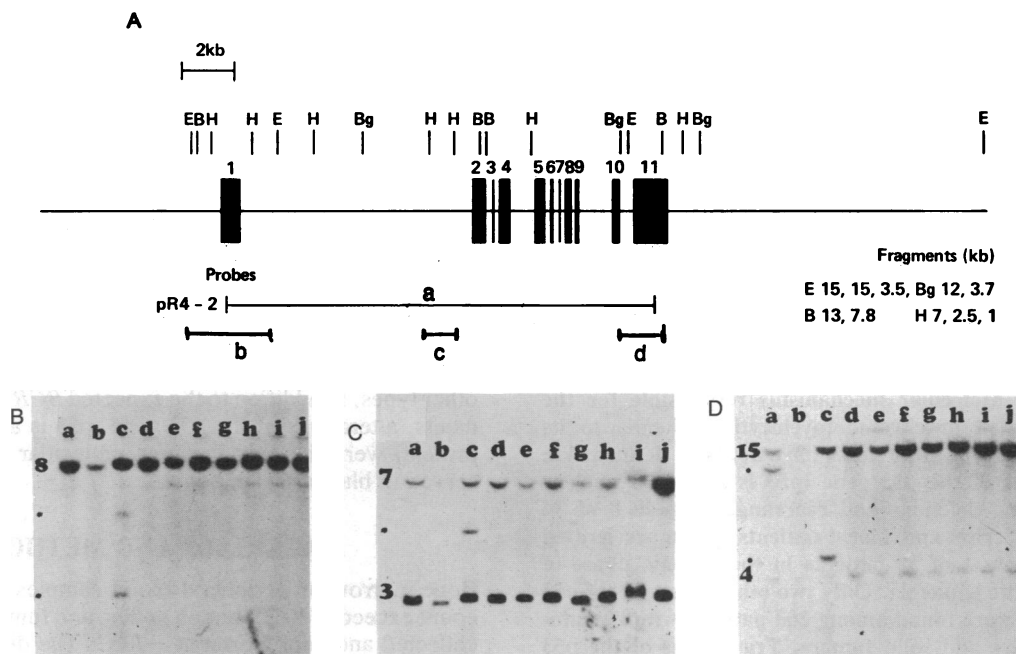 A
2kb
E B H H E H Bg H H B B H Bg E B H Bg E
1 2 3 4 5 6 7 8 9 10 11
Probes
Fragments (kb)
pR4-2 a
E 15, 15, 3.5, Bg 12, 3.7
B 13, 7.8 H 7, 2.5, 1
b c d
B
a b c d e f g h i j
8
C
a b c d e f g h i j
7
3
D
a b c d e f g h i j
15
4